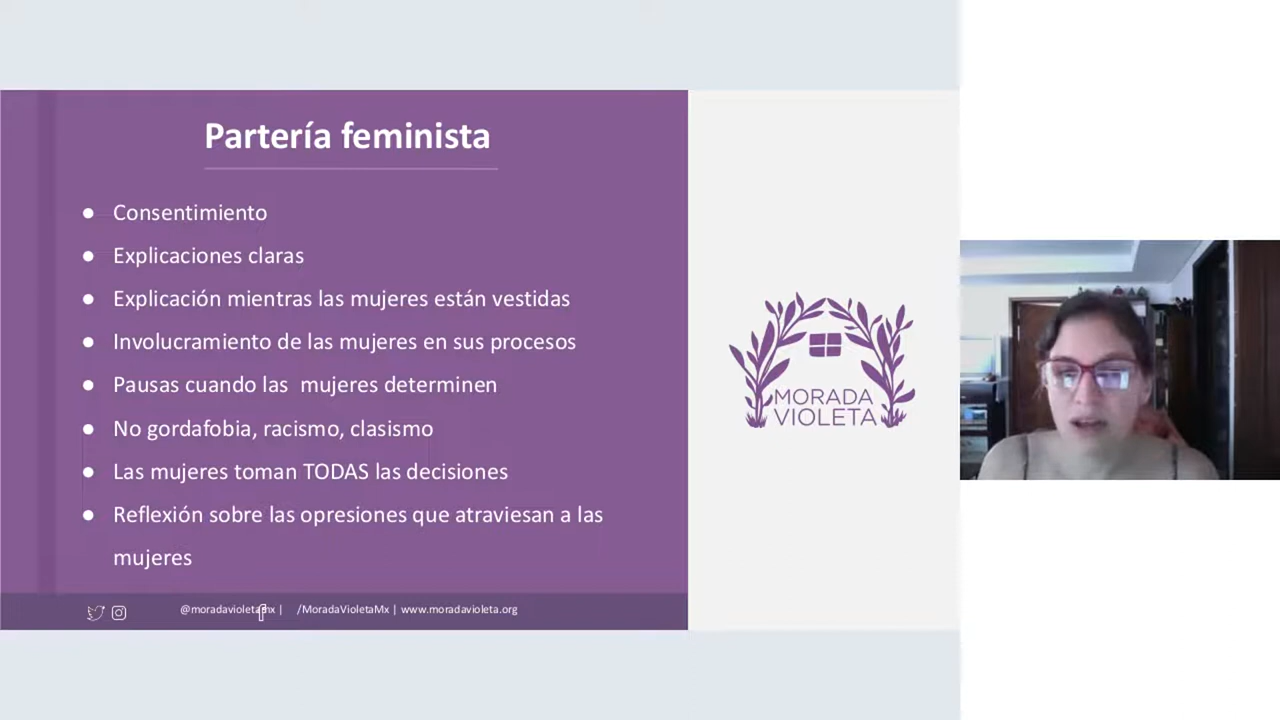 Partería feminista
● Consentimiento
● Explicaciones claras
● Explicación mientras las mujeres están vestidas
● Involucramiento de las mujeres en sus procesos
● Pausas cuando las  mujeres determinen
● No gordafobia, racismo, clasismo
● Las mujeres toman TODAS las decisiones
● Reflexión sobre las opresiones que atraviesan a las
mujeres
@moradavioletamx | /MoradaVioletaMx | www.moradavioleta.org
MORADA
VIOLETA